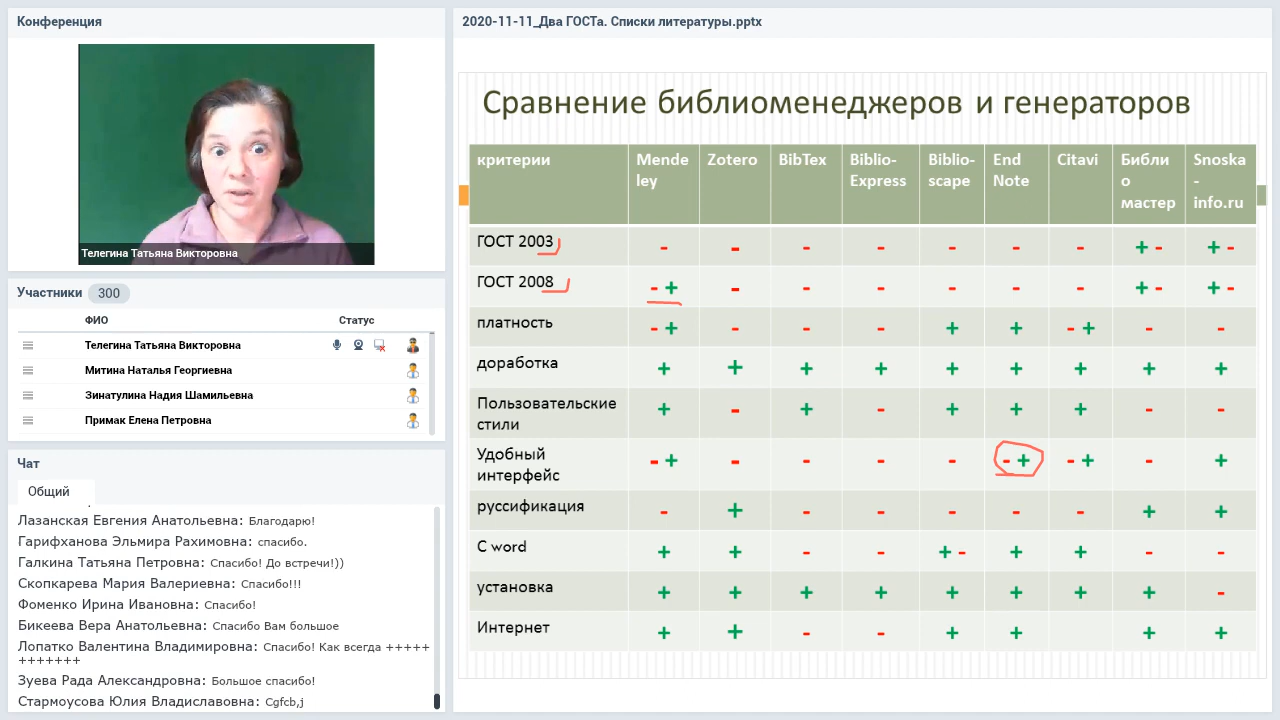 Конференция
Телегина Татьяна Викторовна
Участники 300
ФИО Статус
Телегина Татьяна Викторовна
Митина Наталья Георгиевна
Зинатулина Надия Шамильевна
Примак Елена Петровна
Чат
Общий
Лазанская Евгения Анатольевна: Благодарю!
Гарифханова Эльмира Рахимовна: спасибо.
Галкина Татьяна Петровна: Спасибо! До встречи!))
Скопкарева Мария Валериевна: Спасибо!!!
Фоменко Ирина Ивановна: Спасибо!
Бикеева Вера Анатольевна: Спасибо Вам большое
Лопатко Валентина Владимировна: Спасибо! Как всегда +++++
+++++++
Зуева Рада Александровна: Большое спасибо!
Стармоусова Юлия Владиславовна: Cgfcb,j
2020-11-11_Два ГОСТа. Списки литературы.pptx
Сравнение библиоменеджеров и генераторов
критерии Mende Zotero BibTex Biblio- Biblio- End Citavi Библи Snoska
ley Express scape Note о -
мастер info.ru
ГОСТ 2003 - - - - - - - + - + -
ГОСТ 2008 - + - - - - - - + - + -
платность - + - - - + + - + - -
доработка + + + + + + + + +
Пользовательские
стили + - + - + + + - -
Удобный
интерфейс - + - - - - - + - + - +
руссификация - + - - - - - + +
С word + + - - + - + + - -
установка + + + + + + + + -
Интернет + + - - + + + +